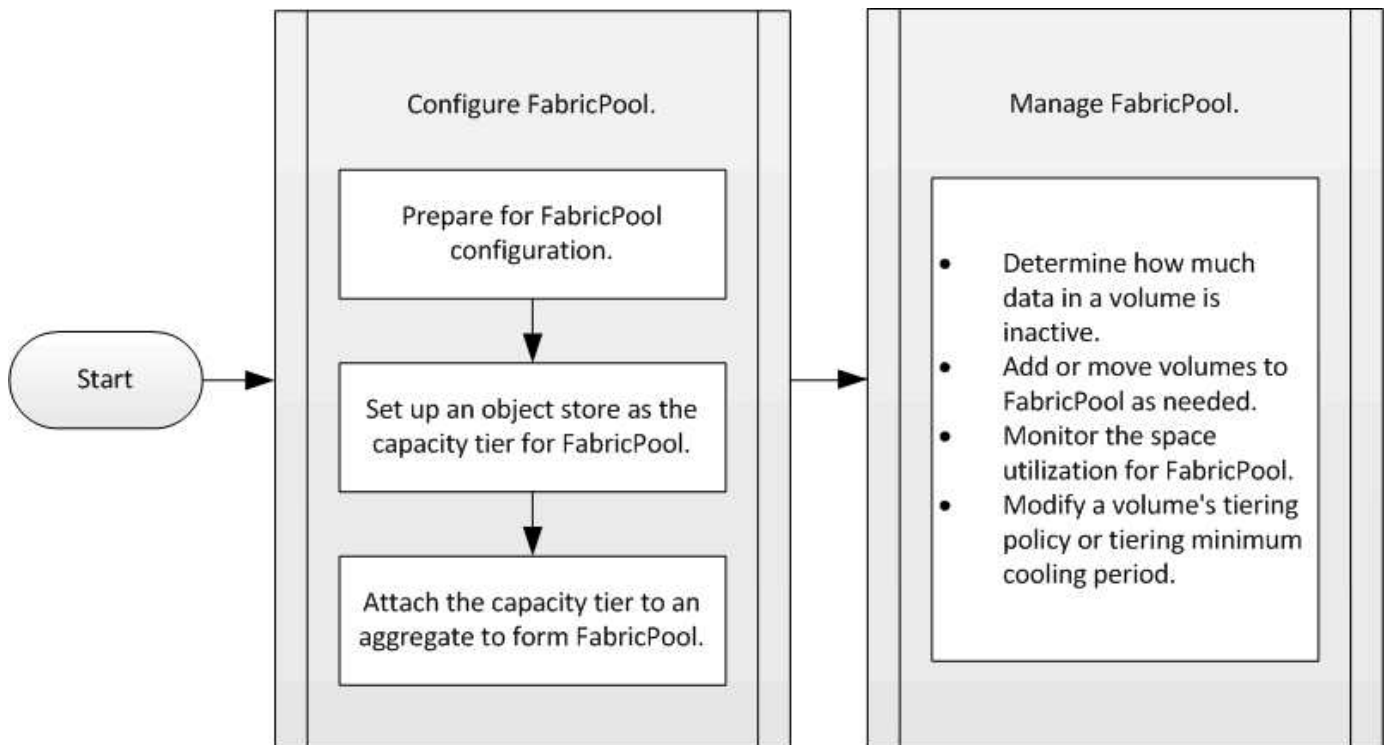 Start
Configure FabricPool.
Prepare for FabricPool
configuration.
Set up an object store as the
capacity tier for FabricPool.
Attach the capacity tier to an
aggregate to form FabricPool.
Manage FabricPool.
• Determine how much
data in a volume is
inactive.
• Add or move volumes to
FabricPool as needed.
• Monitor the space
utilization for FabricPool.
• Modify a volume's tiering
policy or tiering minimum
cooling period.